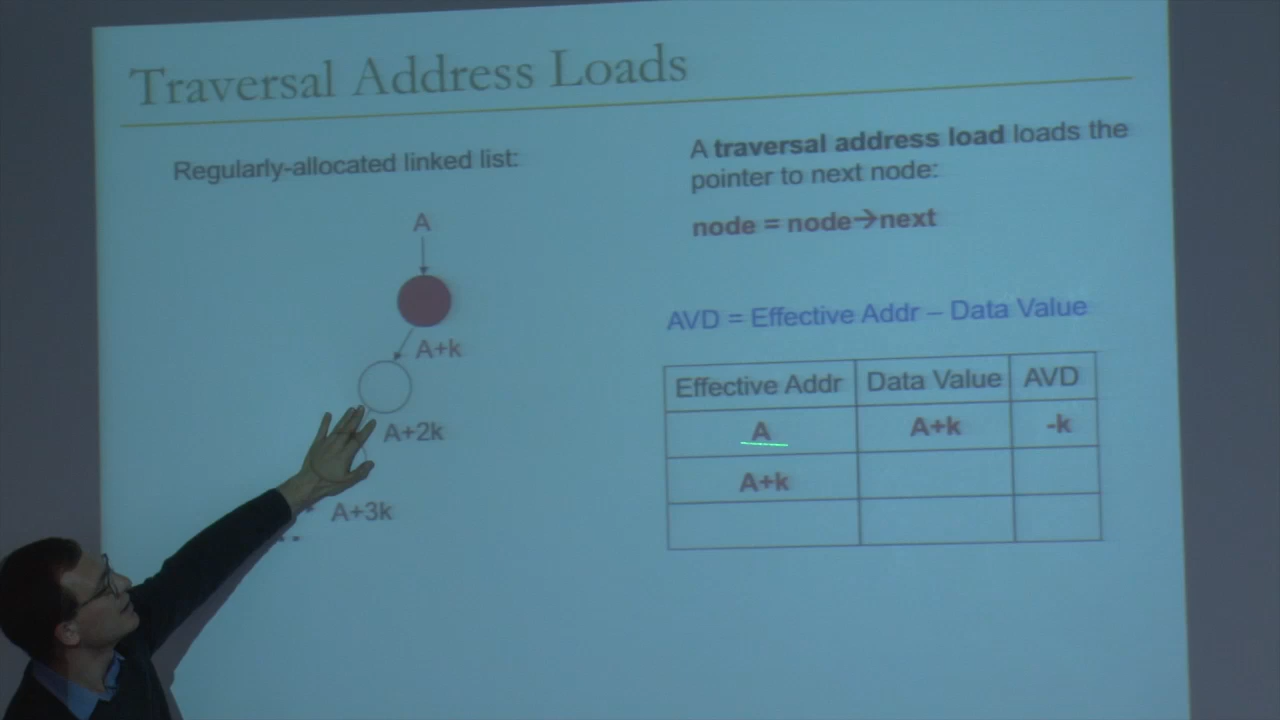 Traversal Address Loads
Regularly-allocated linked list:
A
A+k
A+2k
A+3k
A traversal address load loads the
pointer to next node:
node = node→next
AVD = Effective Addr – Data Value
Effective Addr Data Value AVD
A A+k -k
A+k